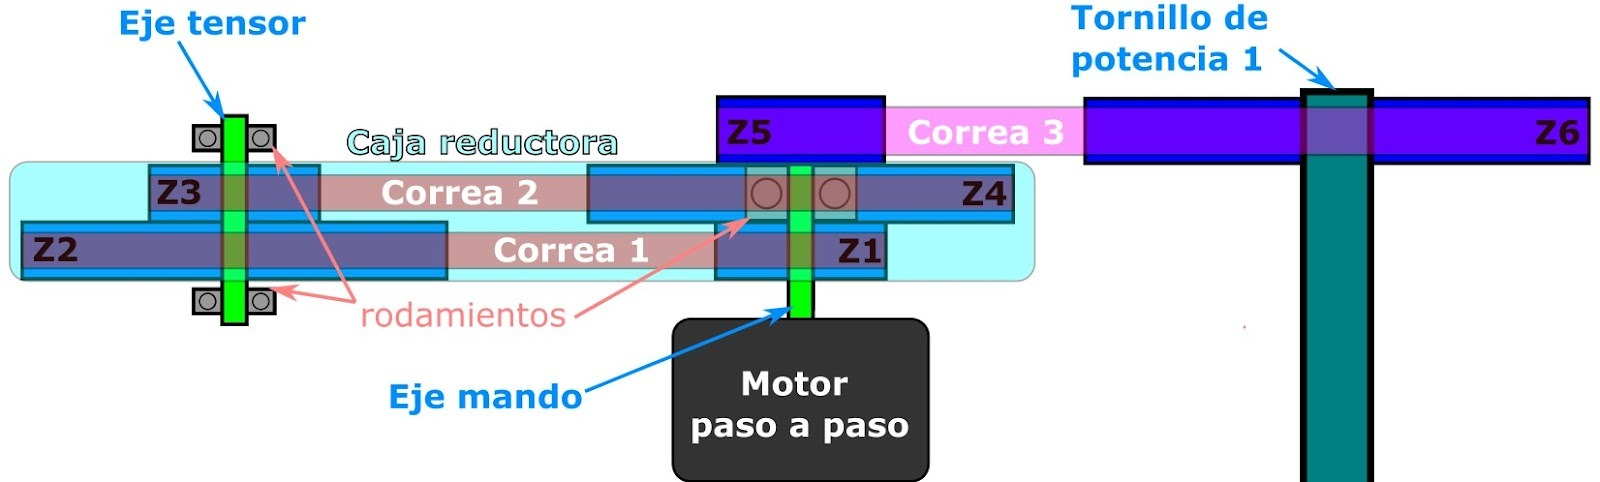 Eje tensor
Tornillo de
potencia 1
Caja reductora
Z5
Correa 3
Z6
Z3
Correa 2
Z4
Z2
Correa 1
Z1
rodamientos
Eje mando
Motor
paso a paso